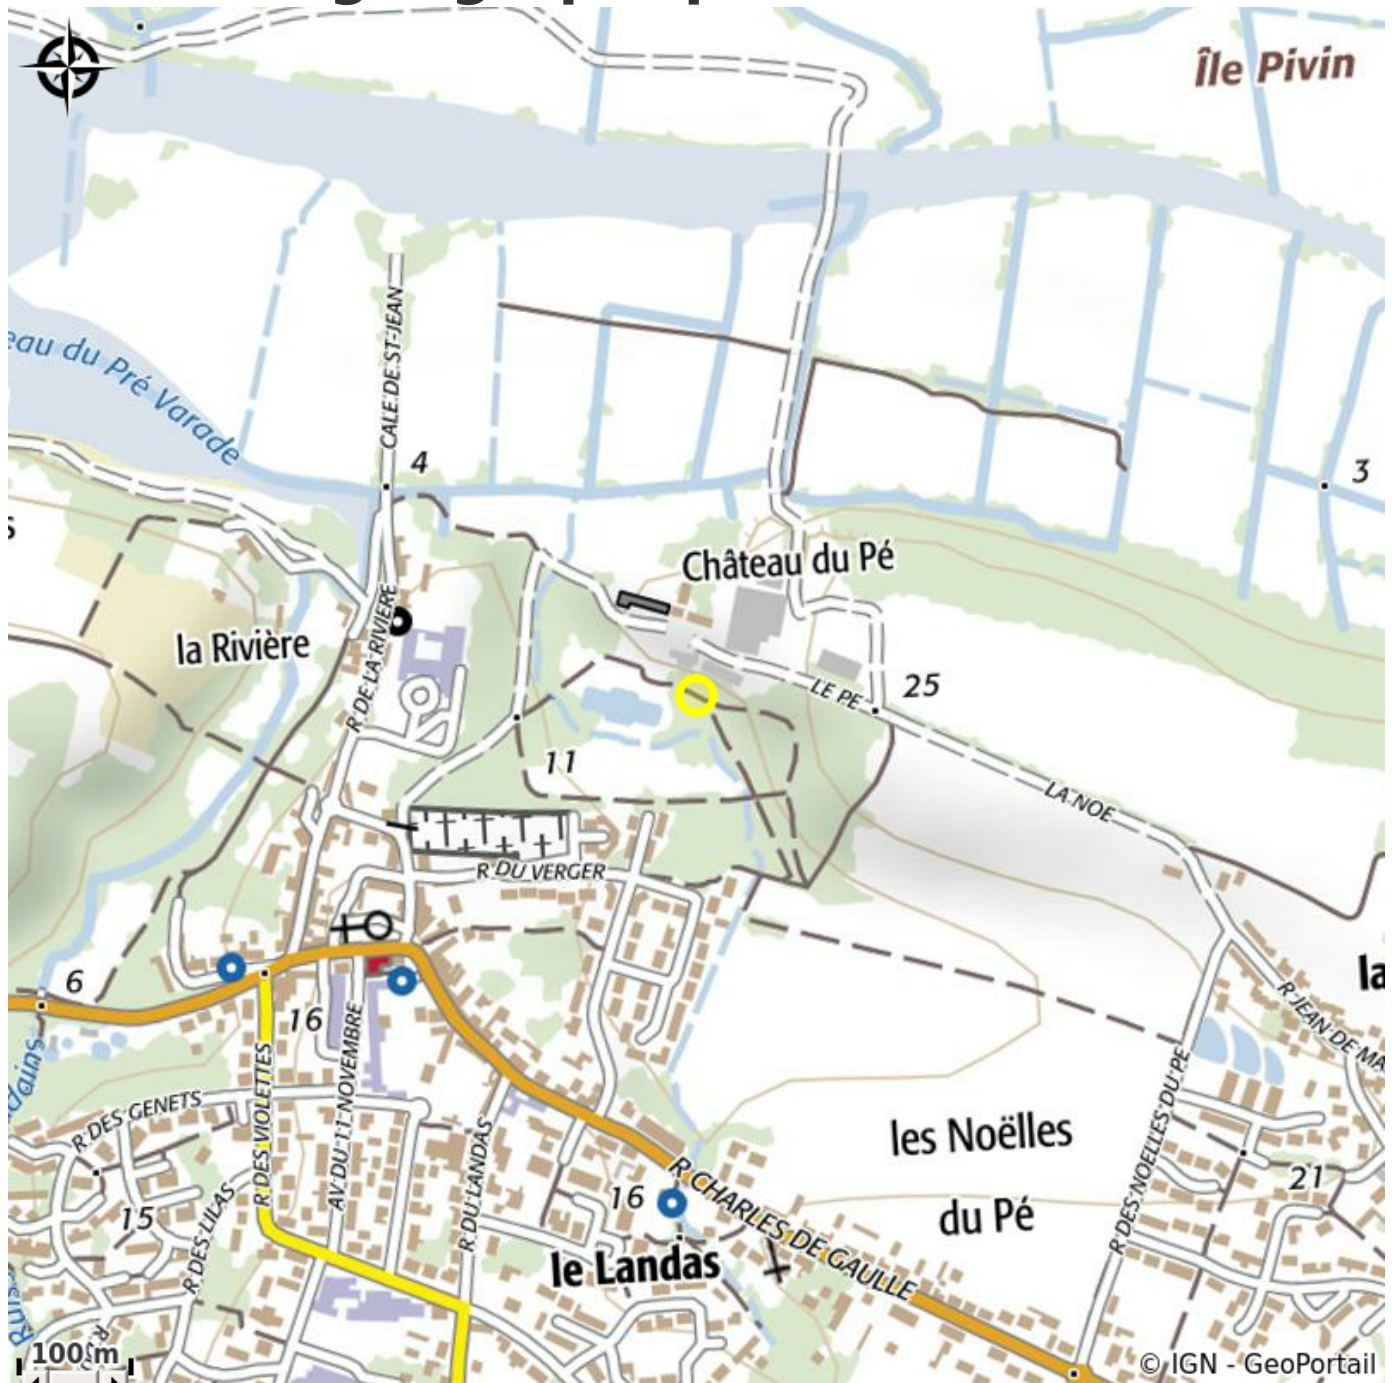 Île Pivin
eau du Pré Varade
CALE DE ST-JEAN
4
3
Château du Pé
la Rivière
R DE LA RIVIERE
25
LE PE
11
LA NOE
R DU VERGER
6
16
R DES VIOLETTES
AV DU 11 NOVEMBRE
R JEAN DE MA
la
R DES GENETS
R DU LANDAS
les Noëlles
du Pé
R DES NOELLES DU PE
21
15
R DES LILAS
16
R CHARLES DE GAULLE
le Landas
100 m
© IGN - GeoPortail